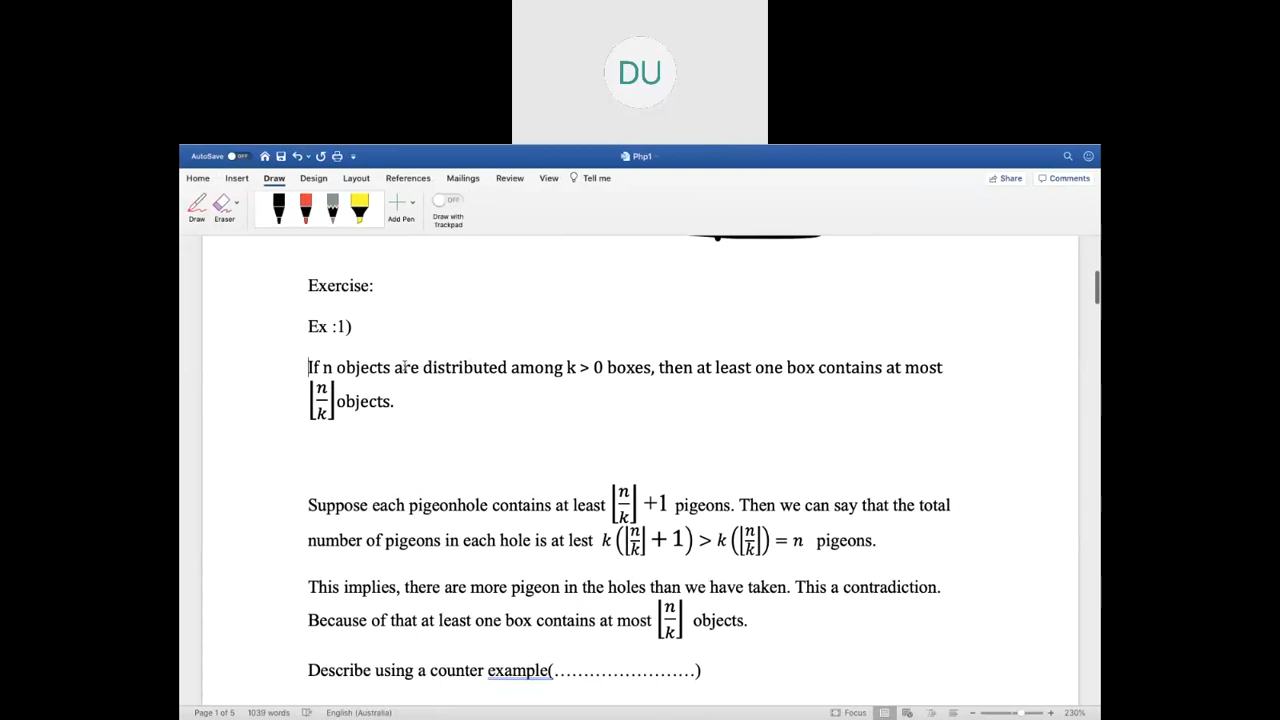 DU
AutoSave OFF Php1
Home Insert Draw Design Layout References Mailings Review View Tell me Share Comments
OFF
Draw Eraser Add Pen Draw with Trackpad
Exercise:
Ex :1)
If n objects are distributed among k > 0 boxes, then at least one box contains at most
⌊n/k⌋ objects.
Suppose each pigeonhole contains at least ⌊n/k⌋ +1 pigeons. Then we can say that the total
number of pigeons in each hole is at lest k (⌊n/k⌋ + 1) > k (⌊n/k⌋) = n pigeons.
This implies, there are more pigeon in the holes than we have taken. This a contradiction.
Because of that at least one box contains at most ⌊n/k⌋ objects.
Describe using a counter example(……………………)
Page 1 of 5 1039 words English (Australia) Focus 230%